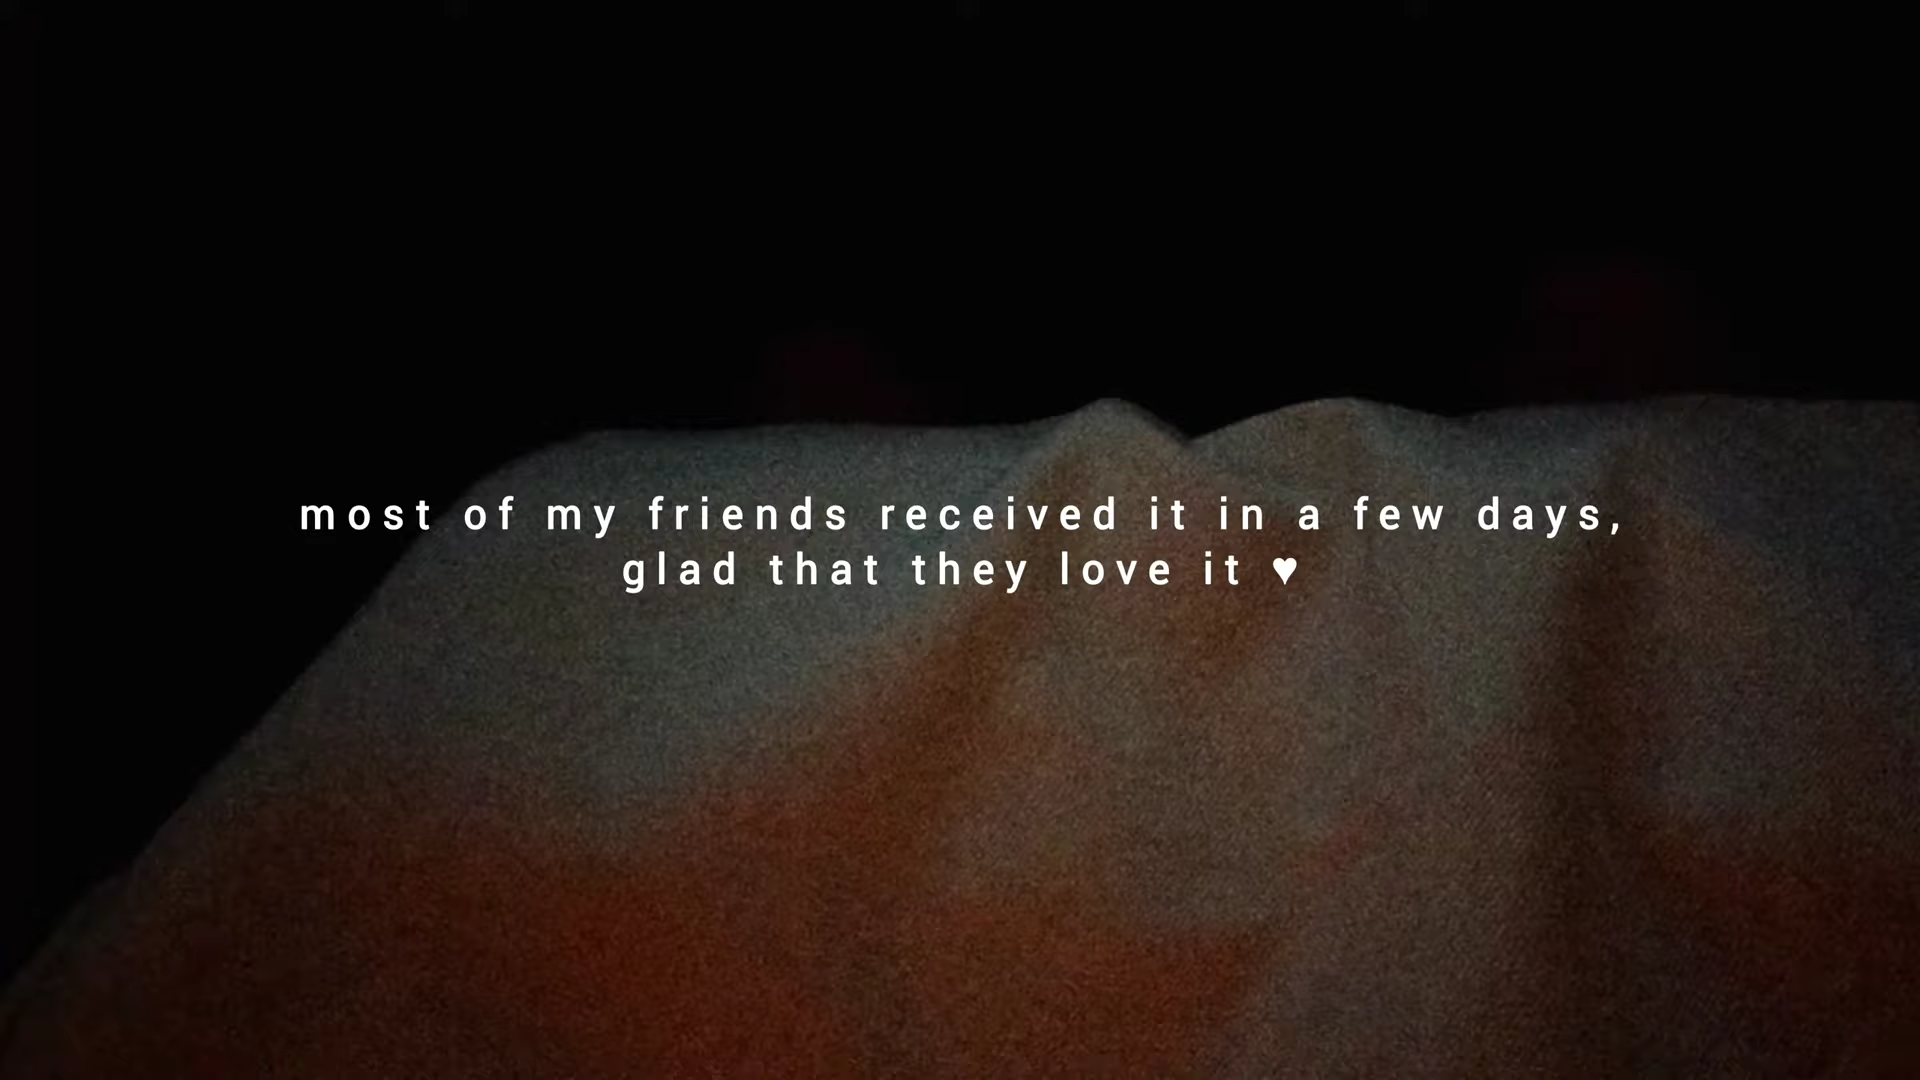 most of my friends received it in a few days,
glad that they love it ♥